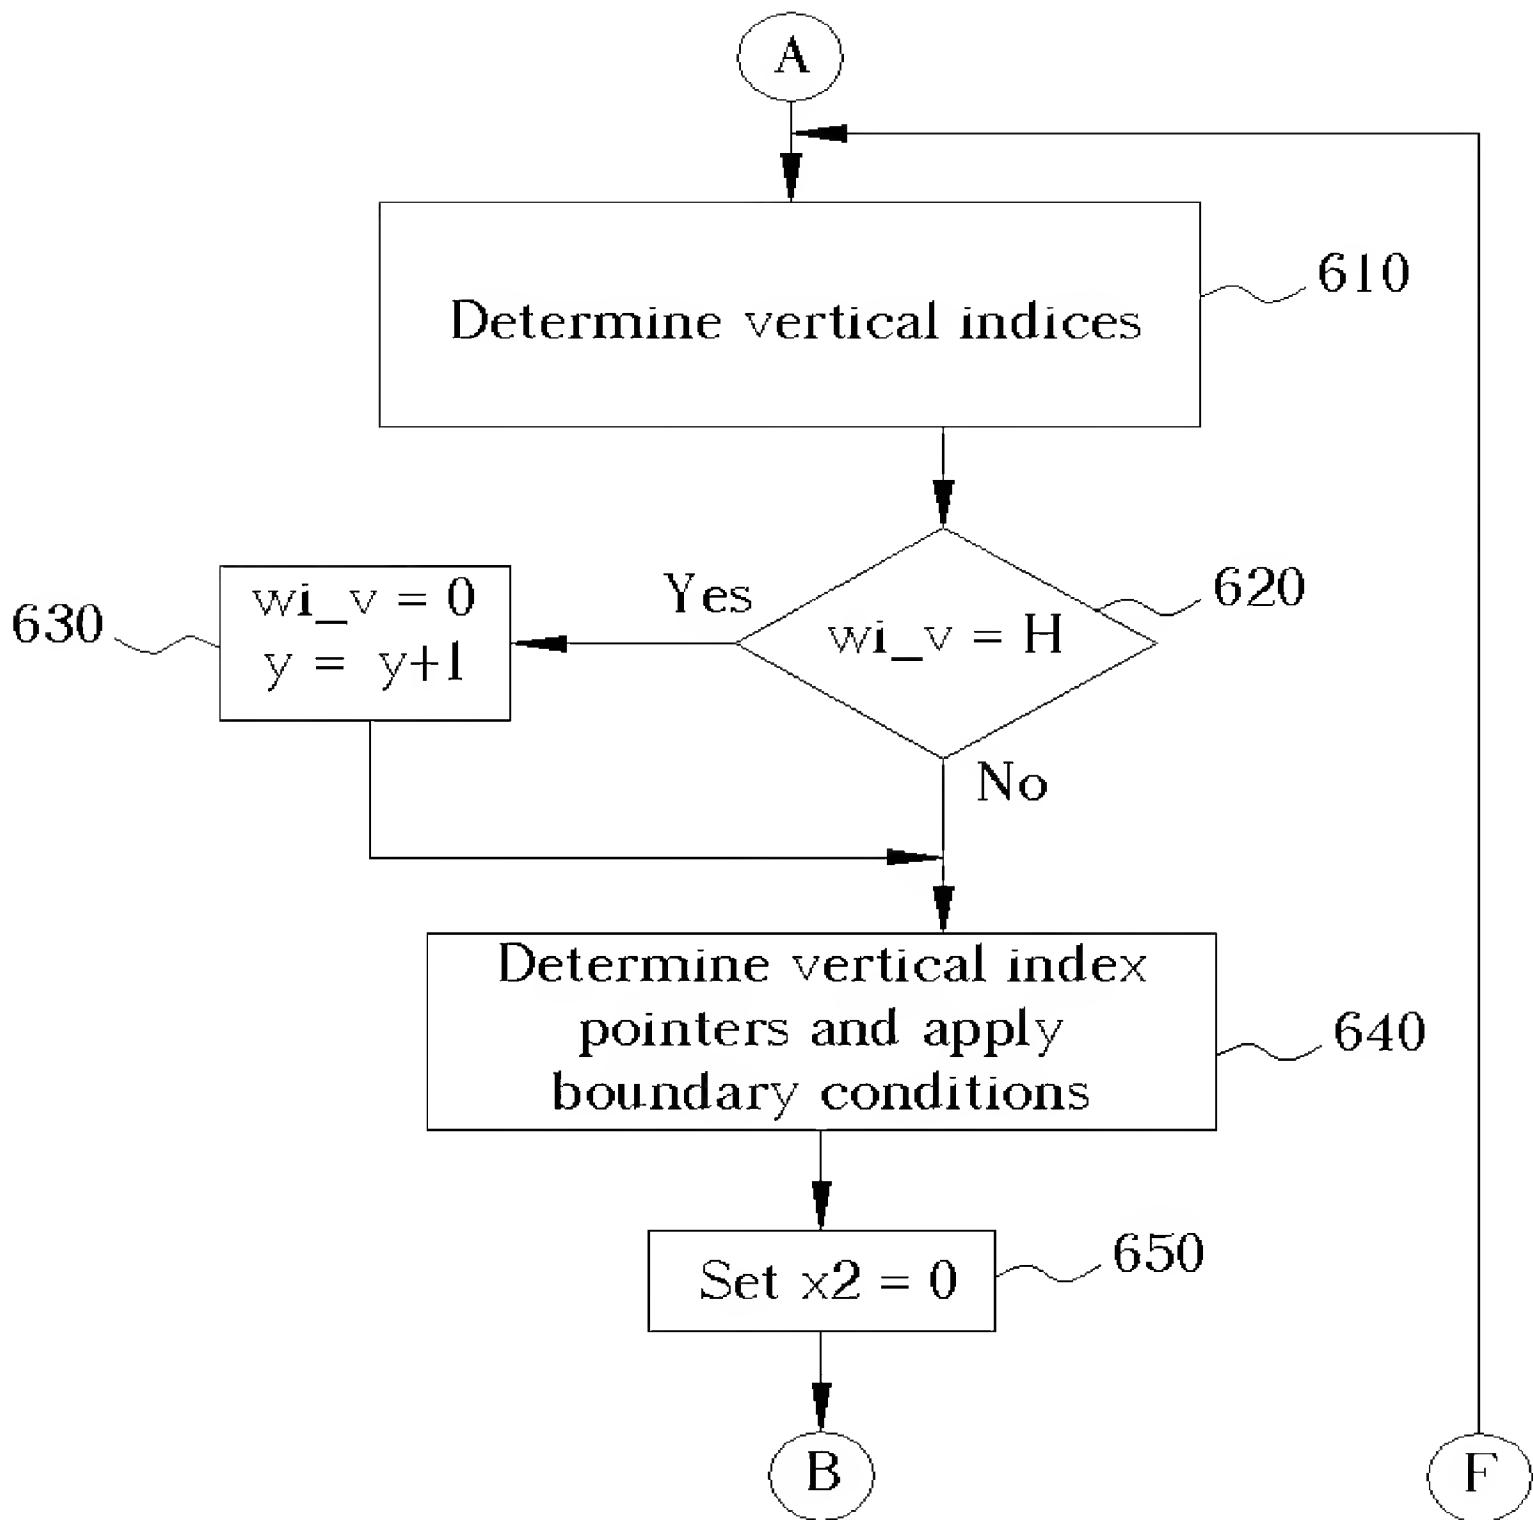 A
Determine vertical indices
610
Yes
wi_v = H
620
630
wi_v = 0
y = y+1
No
Determine vertical index
pointers and apply
boundary conditions
640
Set x2 = 0
650
B
F